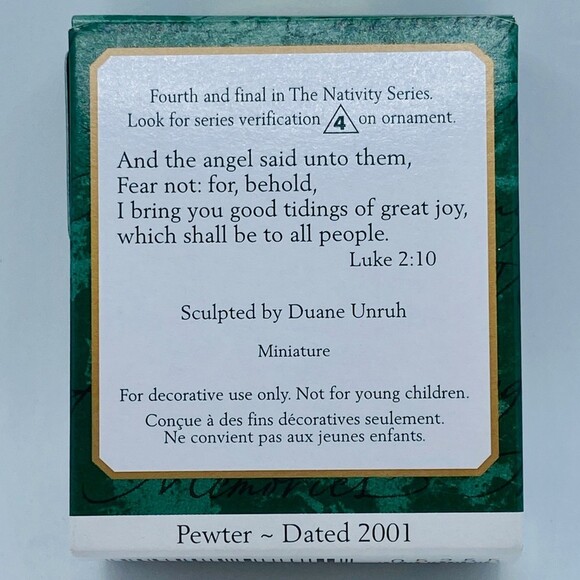 Fourth and final in The Nativity Series.
Look for series verification 4 on ornament.
And the angel said unto them,
Fear not: for, behold,
I bring you good tidings of great joy,
which shall be to all people.
Luke 2:10
Sculpted by Duane Unruh
Miniature
For decorative use only. Not for young children.
Conçue à des fins décoratives seulement.
Ne convient pas aux jeunes enfants.
Memories
Pewter ~ Dated 2001